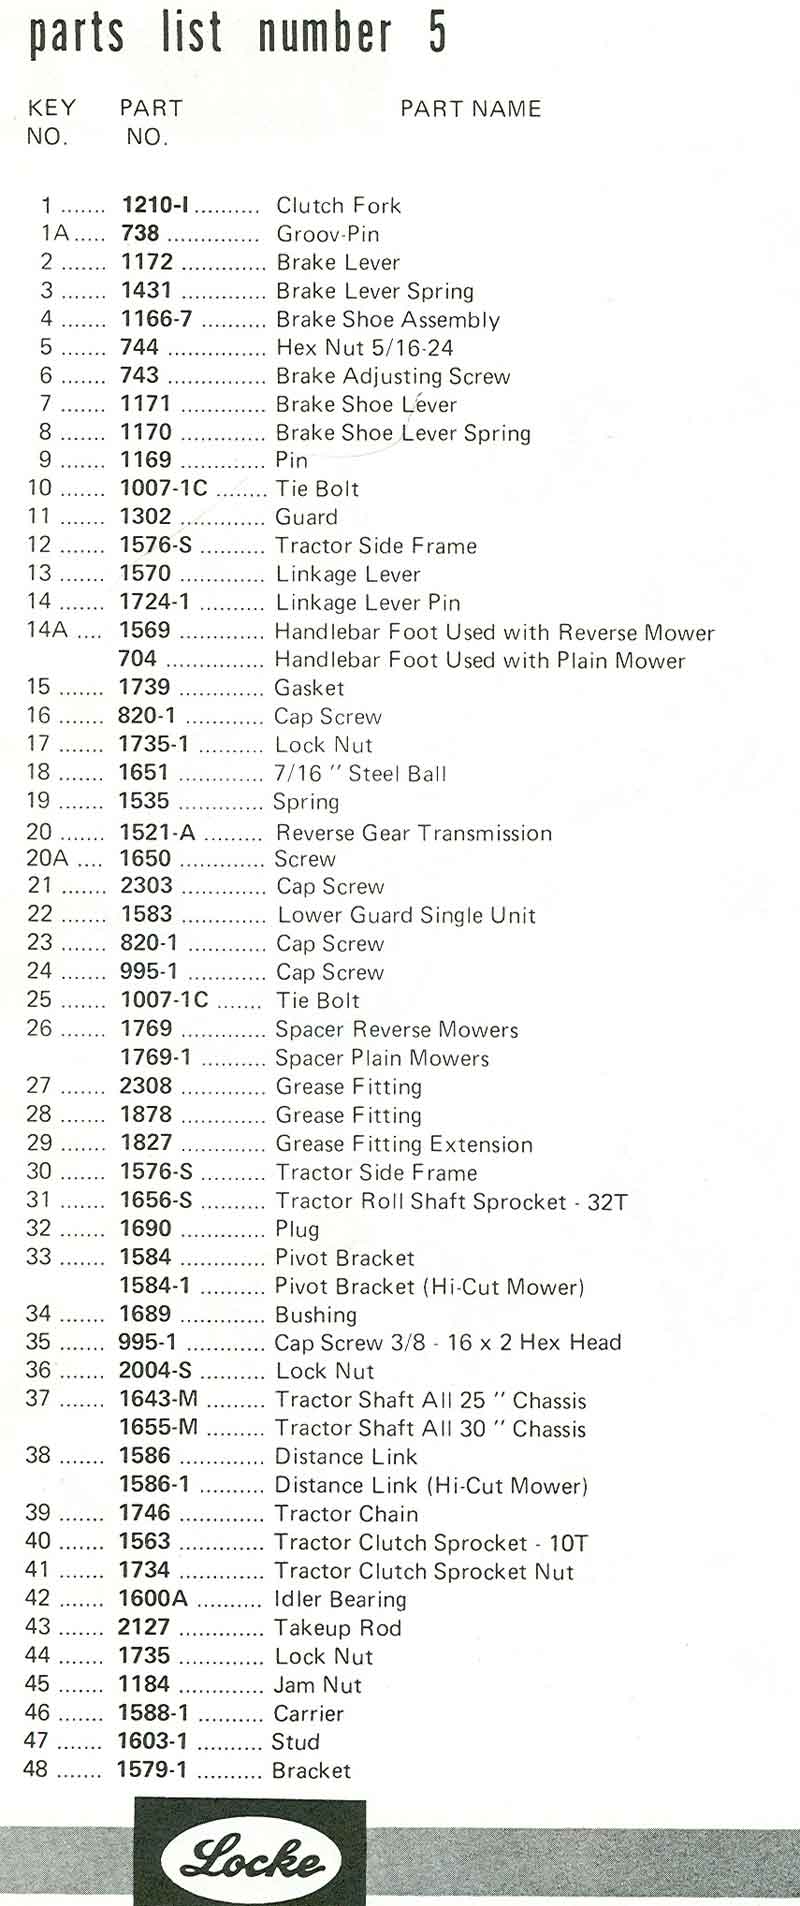 parts list number 5
KEY PART PART NAME
NO. NO.
1 ....... 1210-I .......... Clutch Fork
1A ..... 738 .............. Groov-Pin
2 ....... 1172 ............. Brake Lever
3 ....... 1431 ............. Brake Lever Spring
4 ....... 1166-7 .......... Brake Shoe Assembly
5 ....... 744 .............. Hex Nut 5/16-24
6 ....... 743 .............. Brake Adjusting Screw
7 ....... 1171 ............. Brake Shoe Lever
8 ....... 1170 ............. Brake Shoe Lever Spring
9 ....... 1169 ............. Pin
10 ....... 1007-1C ........ Tie Bolt
11 ....... 1302 ............. Guard
12 ....... 1576-S .......... Tractor Side Frame
13 ....... 1570 ............. Linkage Lever
14 ....... 1724-1 .......... Linkage Lever Pin
14A .... 1569 ............. Handlebar Foot Used with Reverse Mower
704 ............... Handlebar Foot Used with Plain Mower
15 ....... 1739 ............. Gasket
16 ....... 820-1 ............ Cap Screw
17 ....... 1735-1 .......... Lock Nut
18 ....... 1651 ............. 7/16 " Steel Ball
19 ....... 1535 ............. Spring
20 ....... 1521-A ......... Reverse Gear Transmission
20A .... 1650 ............. Screw
21 ....... 2303 ............. Cap Screw
22 ....... 1583 ............. Lower Guard Single Unit
23 ....... 820-1 ............ Cap Screw
24 ....... 995-1 ............ Cap Screw
25 ....... 1007-1C ....... Tie Bolt
26 ....... 1769 ............. Spacer Reverse Mowers
1769-1 .......... Spacer Plain Mowers
27 ....... 2308 ............. Grease Fitting
28 ....... 1878 ............. Grease Fitting
29 ....... 1827 ............. Grease Fitting Extension
30 ....... 1576-S .......... Tractor Side Frame
31 ....... 1656-S .......... Tractor Roll Shaft Sprocket - 32T
32 ....... 1690 ............. Plug
33 ....... 1584 ............. Pivot Bracket
1584-1 .......... Pivot Bracket (Hi-Cut Mower)
34 ....... 1689 ............. Bushing
35 ....... 995-1 ............ Cap Screw 3/8 - 16 x 2 Hex Head
36 ....... 2004-S .......... Lock Nut
37 ....... 1643-M ......... Tractor Shaft All 25 " Chassis
1655-M ......... Tractor Shaft All 30 " Chassis
38 ....... 1586 ............. Distance Link
1586-1 .......... Distance Link (Hi-Cut Mower)
39 ....... 1746 ............. Tractor Chain
40 ....... 1563 ............. Tractor Clutch Sprocket - 10T
41 ....... 1734 ............. Tractor Clutch Sprocket Nut
42 ....... 1600A .......... Idler Bearing
43 ....... 2127 ............. Takeup Rod
44 ....... 1735 ............. Lock Nut
45 ....... 1184 ............. Jam Nut
46 ....... 1588-1 .......... Carrier
47 ....... 1603-1 .......... Stud
48 ....... 1579-1 .......... Bracket
Locke